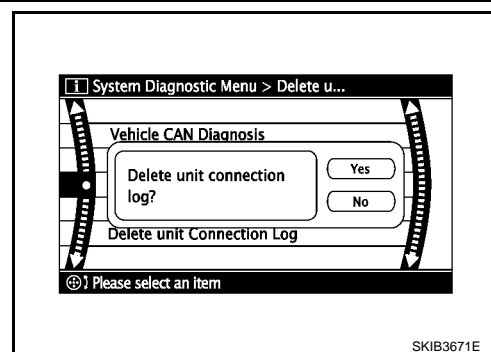 i System Diagnostic Menu > Delete u...
Vehicle CAN Diagnosis
Delete unit connection
log?
Yes
No
Delete unit Connection Log
Please select an item
SKIB3671E